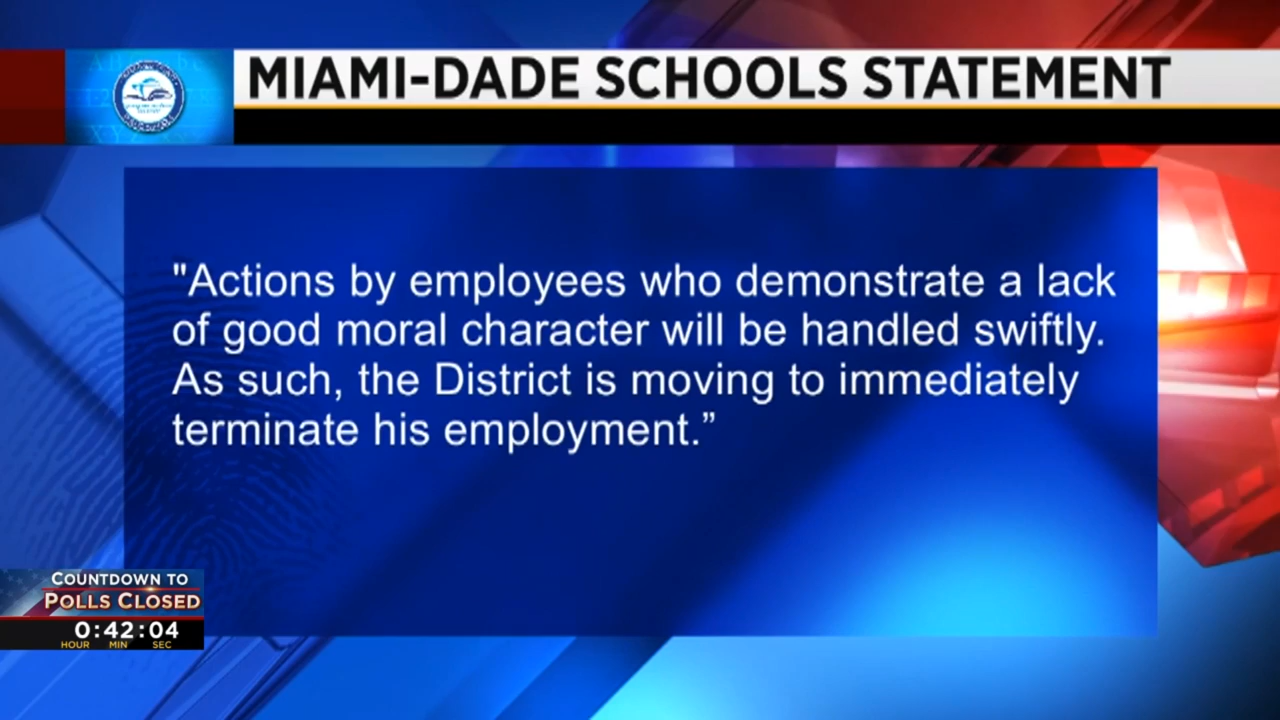 MIAMI-DADE SCHOOLS STATEMENT
"Actions by employees who demonstrate a lack
of good moral character will be handled swiftly.
As such, the District is moving to immediately
terminate his employment.”
COUNTDOWN TO
POLLS CLOSED
0:42:04
HOUR MIN SEC